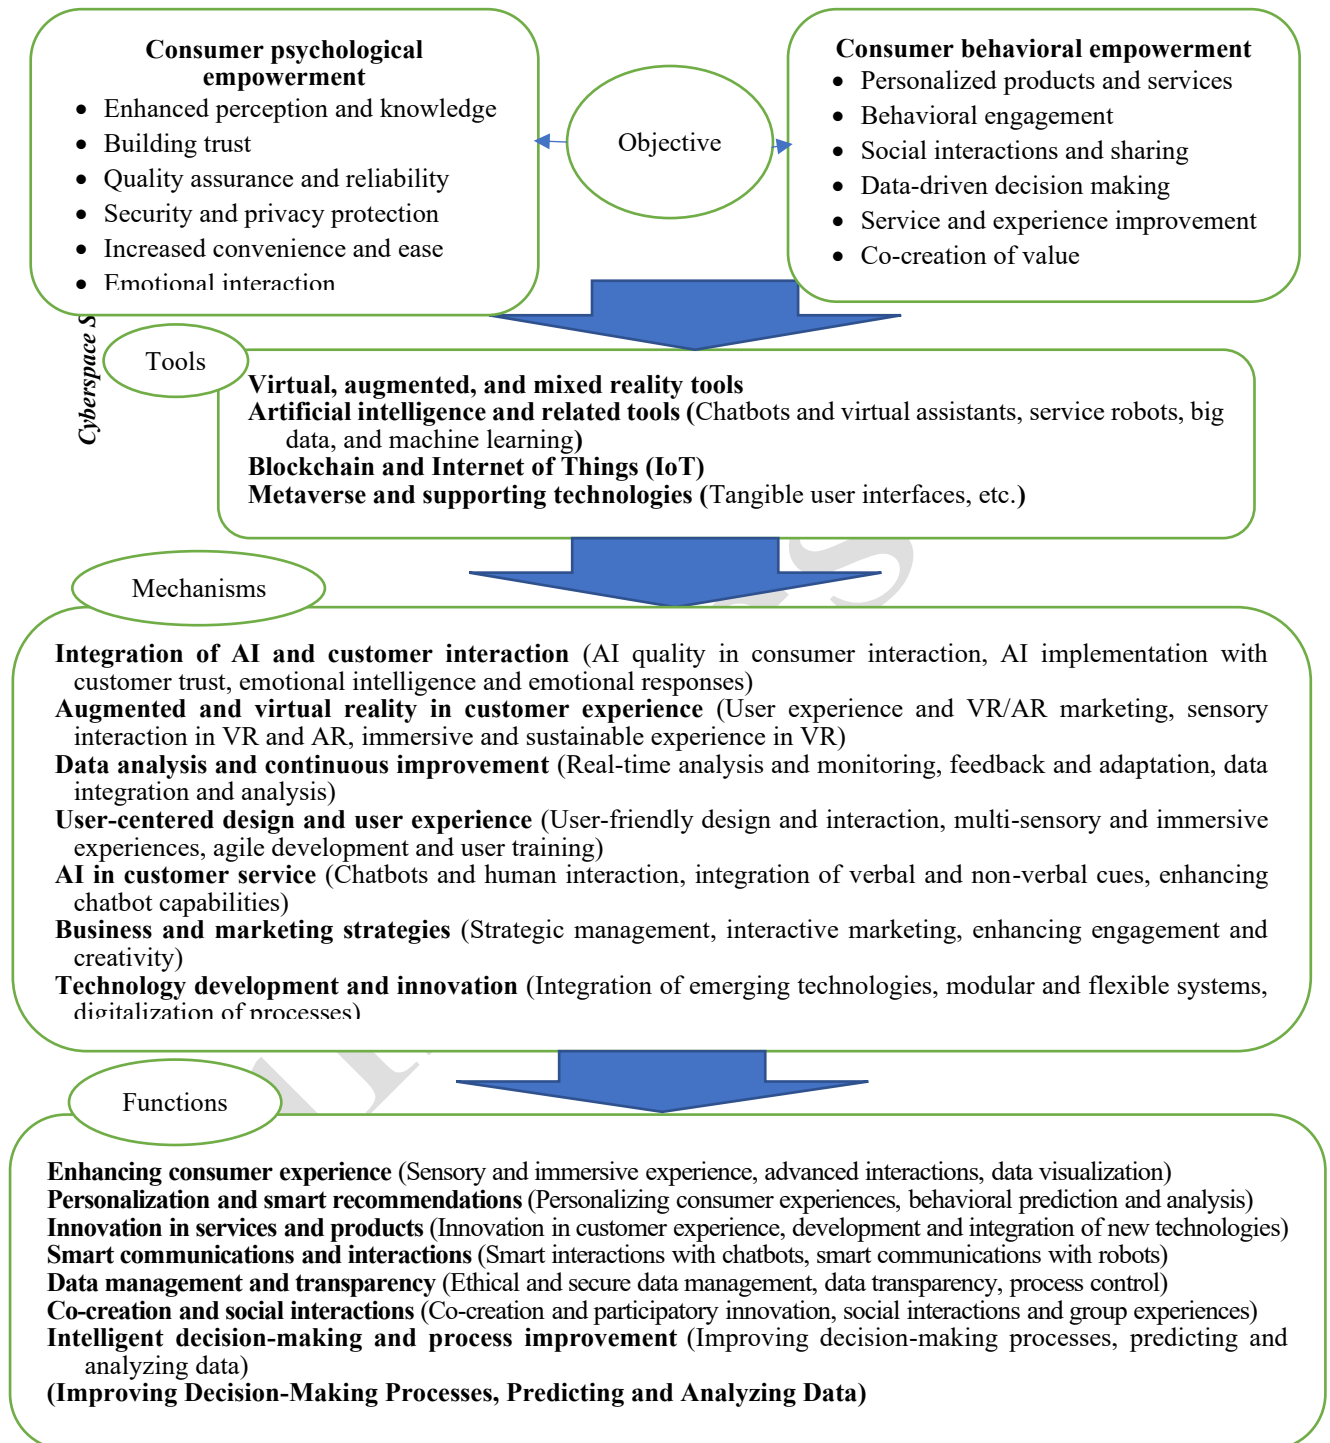 Consumer psychological
empowerment
• Enhanced perception and knowledge
• Building trust
• Quality assurance and reliability
• Security and privacy protection
• Increased convenience and ease
• Emotional interaction
Objective
Consumer behavioral empowerment
• Personalized products and services
• Behavioral engagement
• Social interactions and sharing
• Data-driven decision making
• Service and experience improvement
• Co-creation of value
Cyberspace S
Tools
Virtual, augmented, and mixed reality tools
Artificial intelligence and related tools (Chatbots and virtual assistants, service robots, big
data, and machine learning)
Blockchain and Internet of Things (IoT)
Metaverse and supporting technologies (Tangible user interfaces, etc.)
Mechanisms
Integration of AI and customer interaction (AI quality in consumer interaction, AI implementation with
customer trust, emotional intelligence and emotional responses)
Augmented and virtual reality in customer experience (User experience and VR/AR marketing, sensory
interaction in VR and AR, immersive and sustainable experience in VR)
Data analysis and continuous improvement (Real-time analysis and monitoring, feedback and adaptation, data
integration and analysis)
User-centered design and user experience (User-friendly design and interaction, multi-sensory and immersive
experiences, agile development and user training)
AI in customer service (Chatbots and human interaction, integration of verbal and non-verbal cues, enhancing
chatbot capabilities)
Business and marketing strategies (Strategic management, interactive marketing, enhancing engagement and
creativity)
Technology development and innovation (Integration of emerging technologies, modular and flexible systems,
digitalization of processes)
Functions
Enhancing consumer experience (Sensory and immersive experience, advanced interactions, data visualization)
Personalization and smart recommendations (Personalizing consumer experiences, behavioral prediction and analysis)
Innovation in services and products (Innovation in customer experience, development and integration of new technologies)
Smart communications and interactions (Smart interactions with chatbots, smart communications with robots)
Data management and transparency (Ethical and secure data management, data transparency, process control)
Co-creation and social interactions (Co-creation and participatory innovation, social interactions and group experiences)
Intelligent decision-making and process improvement (Improving decision-making processes, predicting and
analyzing data)
(Improving Decision-Making Processes, Predicting and Analyzing Data)